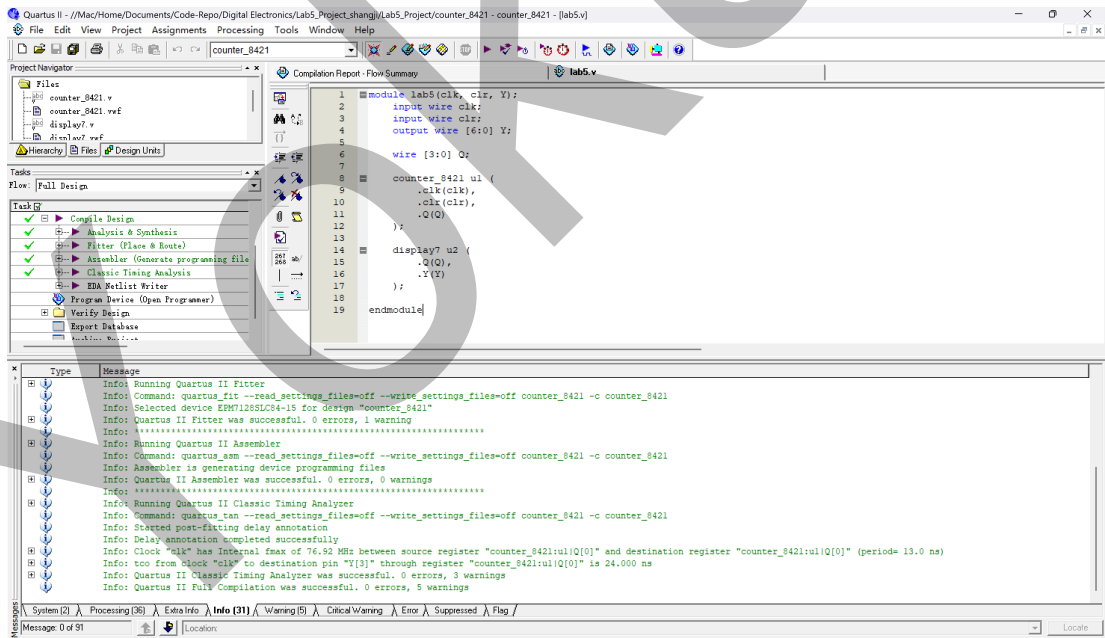 Quartus II - //Mac/Home/Documents/Code-Repo/Digital Electronics/Lab5_Project_shangji/Lab5_Project/counter_8421 - counter_8421 - [lab5.v]
File Edit View Project Assignments Processing Tools Window Help
counter_8421
Project Navigator
Files
counter_8421.v
counter_8421.vwf
display7.v
display7.vwf
Hierarchy Files Design Units
Tasks
Flow: Full Design
Task
Compile Design
Analysis & Synthesis
Fitter (Place & Route)
Assembler (Generate programming file
Classic Timing Analysis
EDA Netlist Writer
Program Device (Open Programmer)
Verify Design
Export Database
Compilation Report - Flow Summary
lab5.v
1 module lab5(clk, clr, Y);
2 input wire clk;
3 input wire clr;
4 output wire [6:0] Y;
5
6 wire [3:0] Q;
7
8 counter_8421 u1 (
9 .clk(clk),
10 .clr(clr),
11 .Q(Q)
12 );
13
14 display7 u2 (
15 .Q(Q),
16 .Y(Y)
17 );
18
19 endmodule
267
268 ab/
Type Message
Info: Running Quartus II Fitter
Info: Command: quartus_fit --read_settings_files=off --write_settings_files=off counter_8421 -c counter_8421
Info: Selected device EPM7128SLC84-15 for design "counter_8421"
Info: Quartus II Fitter was successful. 0 errors, 1 warning
Info: *******************************************************************
Info: Running Quartus II Assembler
Info: Command: quartus_asm --read_settings_files=off --write_settings_files=off counter_8421 -c counter_8421
Info: Assembler is generating device programming files
Info: Quartus II Assembler was successful. 0 errors, 0 warnings
Info: *******************************************************************
Info: Running Quartus II Classic Timing Analyzer
Info: Command: quartus_tan --read_settings_files=off --write_settings_files=off counter_8421 -c counter_8421
Info: Started post-fitting delay annotation
Info: Delay annotation completed successfully
Info: Clock "clk" has Internal fmax of 76.92 MHz between source register "counter_8421:u1|Q[0]" and destination register "counter_8421:u1|Q[0]" (period= 13.0 ns)
Info: tco from clock "clk" to destination pin "Y[3]" through register "counter_8421:u1|Q[0]" is 24.000 ns
Info: Quartus II Classic Timing Analyzer was successful. 0 errors, 3 warnings
Info: Quartus II Full Compilation was successful. 0 errors, 5 warnings
Messages
System (2) Processing (36) Extra Info Info (31) Warning (5) Critical Warning Error Suppressed Flag
Message: 0 of 91
Location:
Locate